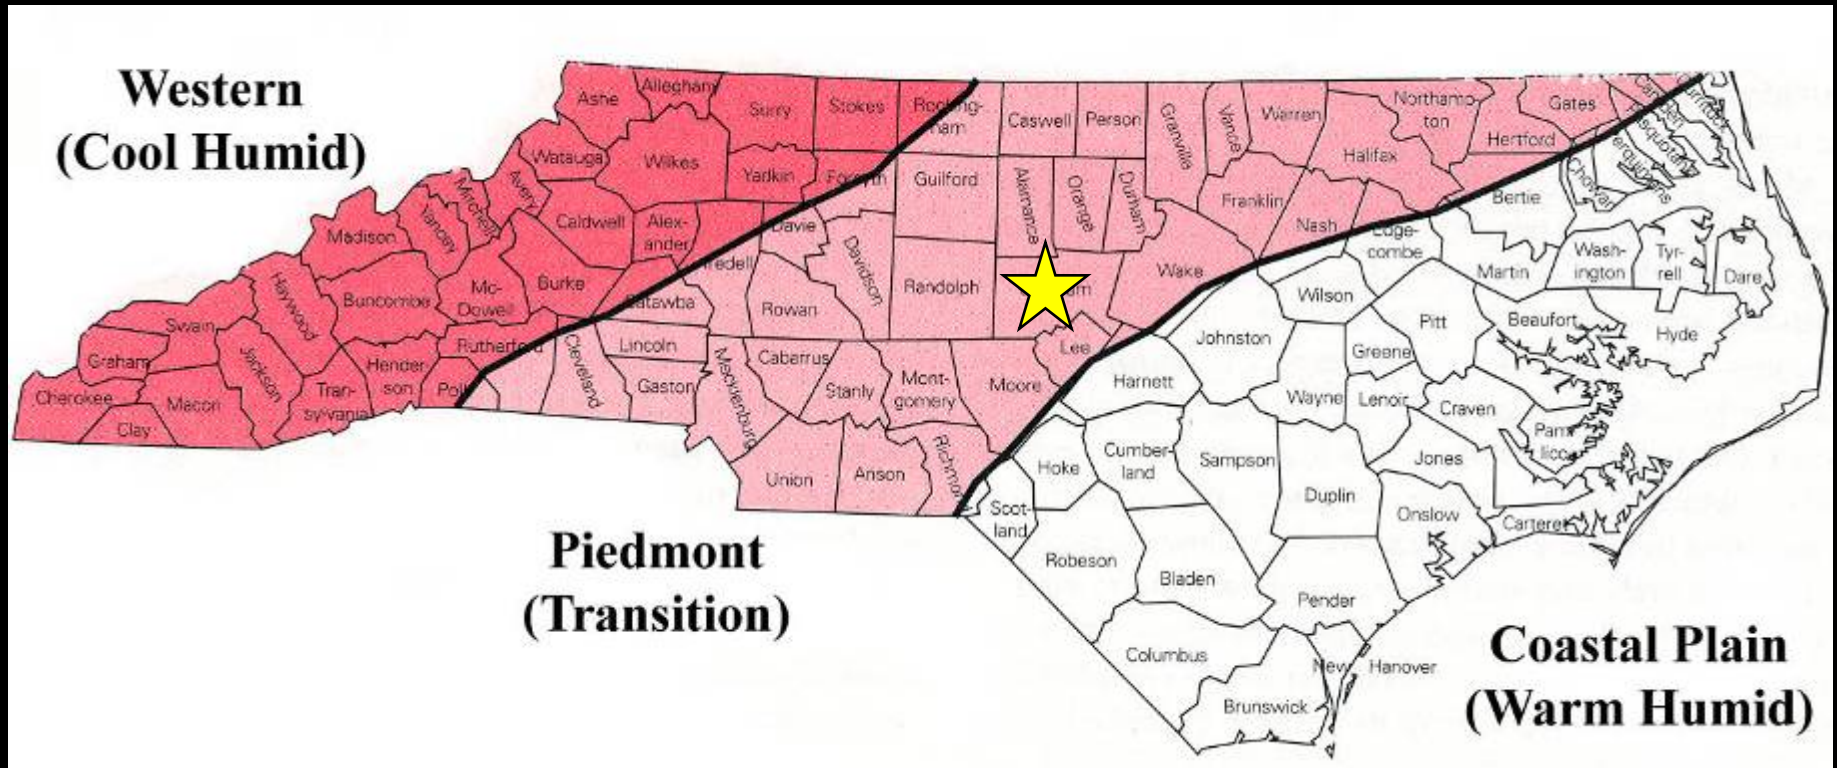 Western
(Cool Humid)
Ashe
Alleghany
Surry
Stokes
Rocking-
ham
Caswell
Person
Granville
Vance
Warren
Northamp-
ton
Gates
Hertford
Halifax
Watauga
Wilkes
Yadkin
Forsyth
Guilford
Alamance
Orange
Durham
Franklin
Nash
Bertie
Chowan
Avery
Mitchell
Yancey
Madison
Caldwell
Alex-
ander
Davie
Iredell
Davidson
Randolph
Wake
Edge-
combe
Martin
Wash-
ington
Tyr-
rell
Dare
Haywood
Buncombe
Mc-
Dowell
Burke
Catawba
Rowan
Wilson
Pitt
Beaufort
Hyde
Swain
Graham
Jackson
Hender-
son
Rutherford
Cleveland
Lincoln
Cabarrus
Lee
Johnston
Greene
Cherokee
Macon
Clay
Tran-
sylvania
Polk
Gaston
Mecklenburg
Stanly
Mont-
gomery
Moore
Harnett
Wayne
Lenoir
Craven
Pam-
lico
Union
Anson
Richmon
Hoke
Cumber-
land
Sampson
Duplin
Jones
Onslow
Carteret
Scot-
land
Robeson
Bladen
Pender
Columbus
New Hanover
Brunswick
Piedmont
(Transition)
Coastal Plain
(Warm Humid)